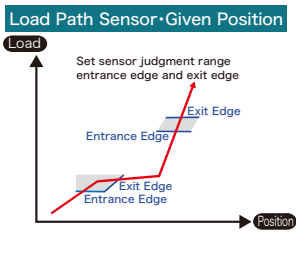 Load Path Sensor・Given Position
Load
Set sensor judgment range
entrance edge and exit edge
Exit Edge
Entrance Edge
Exit Edge
Entrance Edge
Position